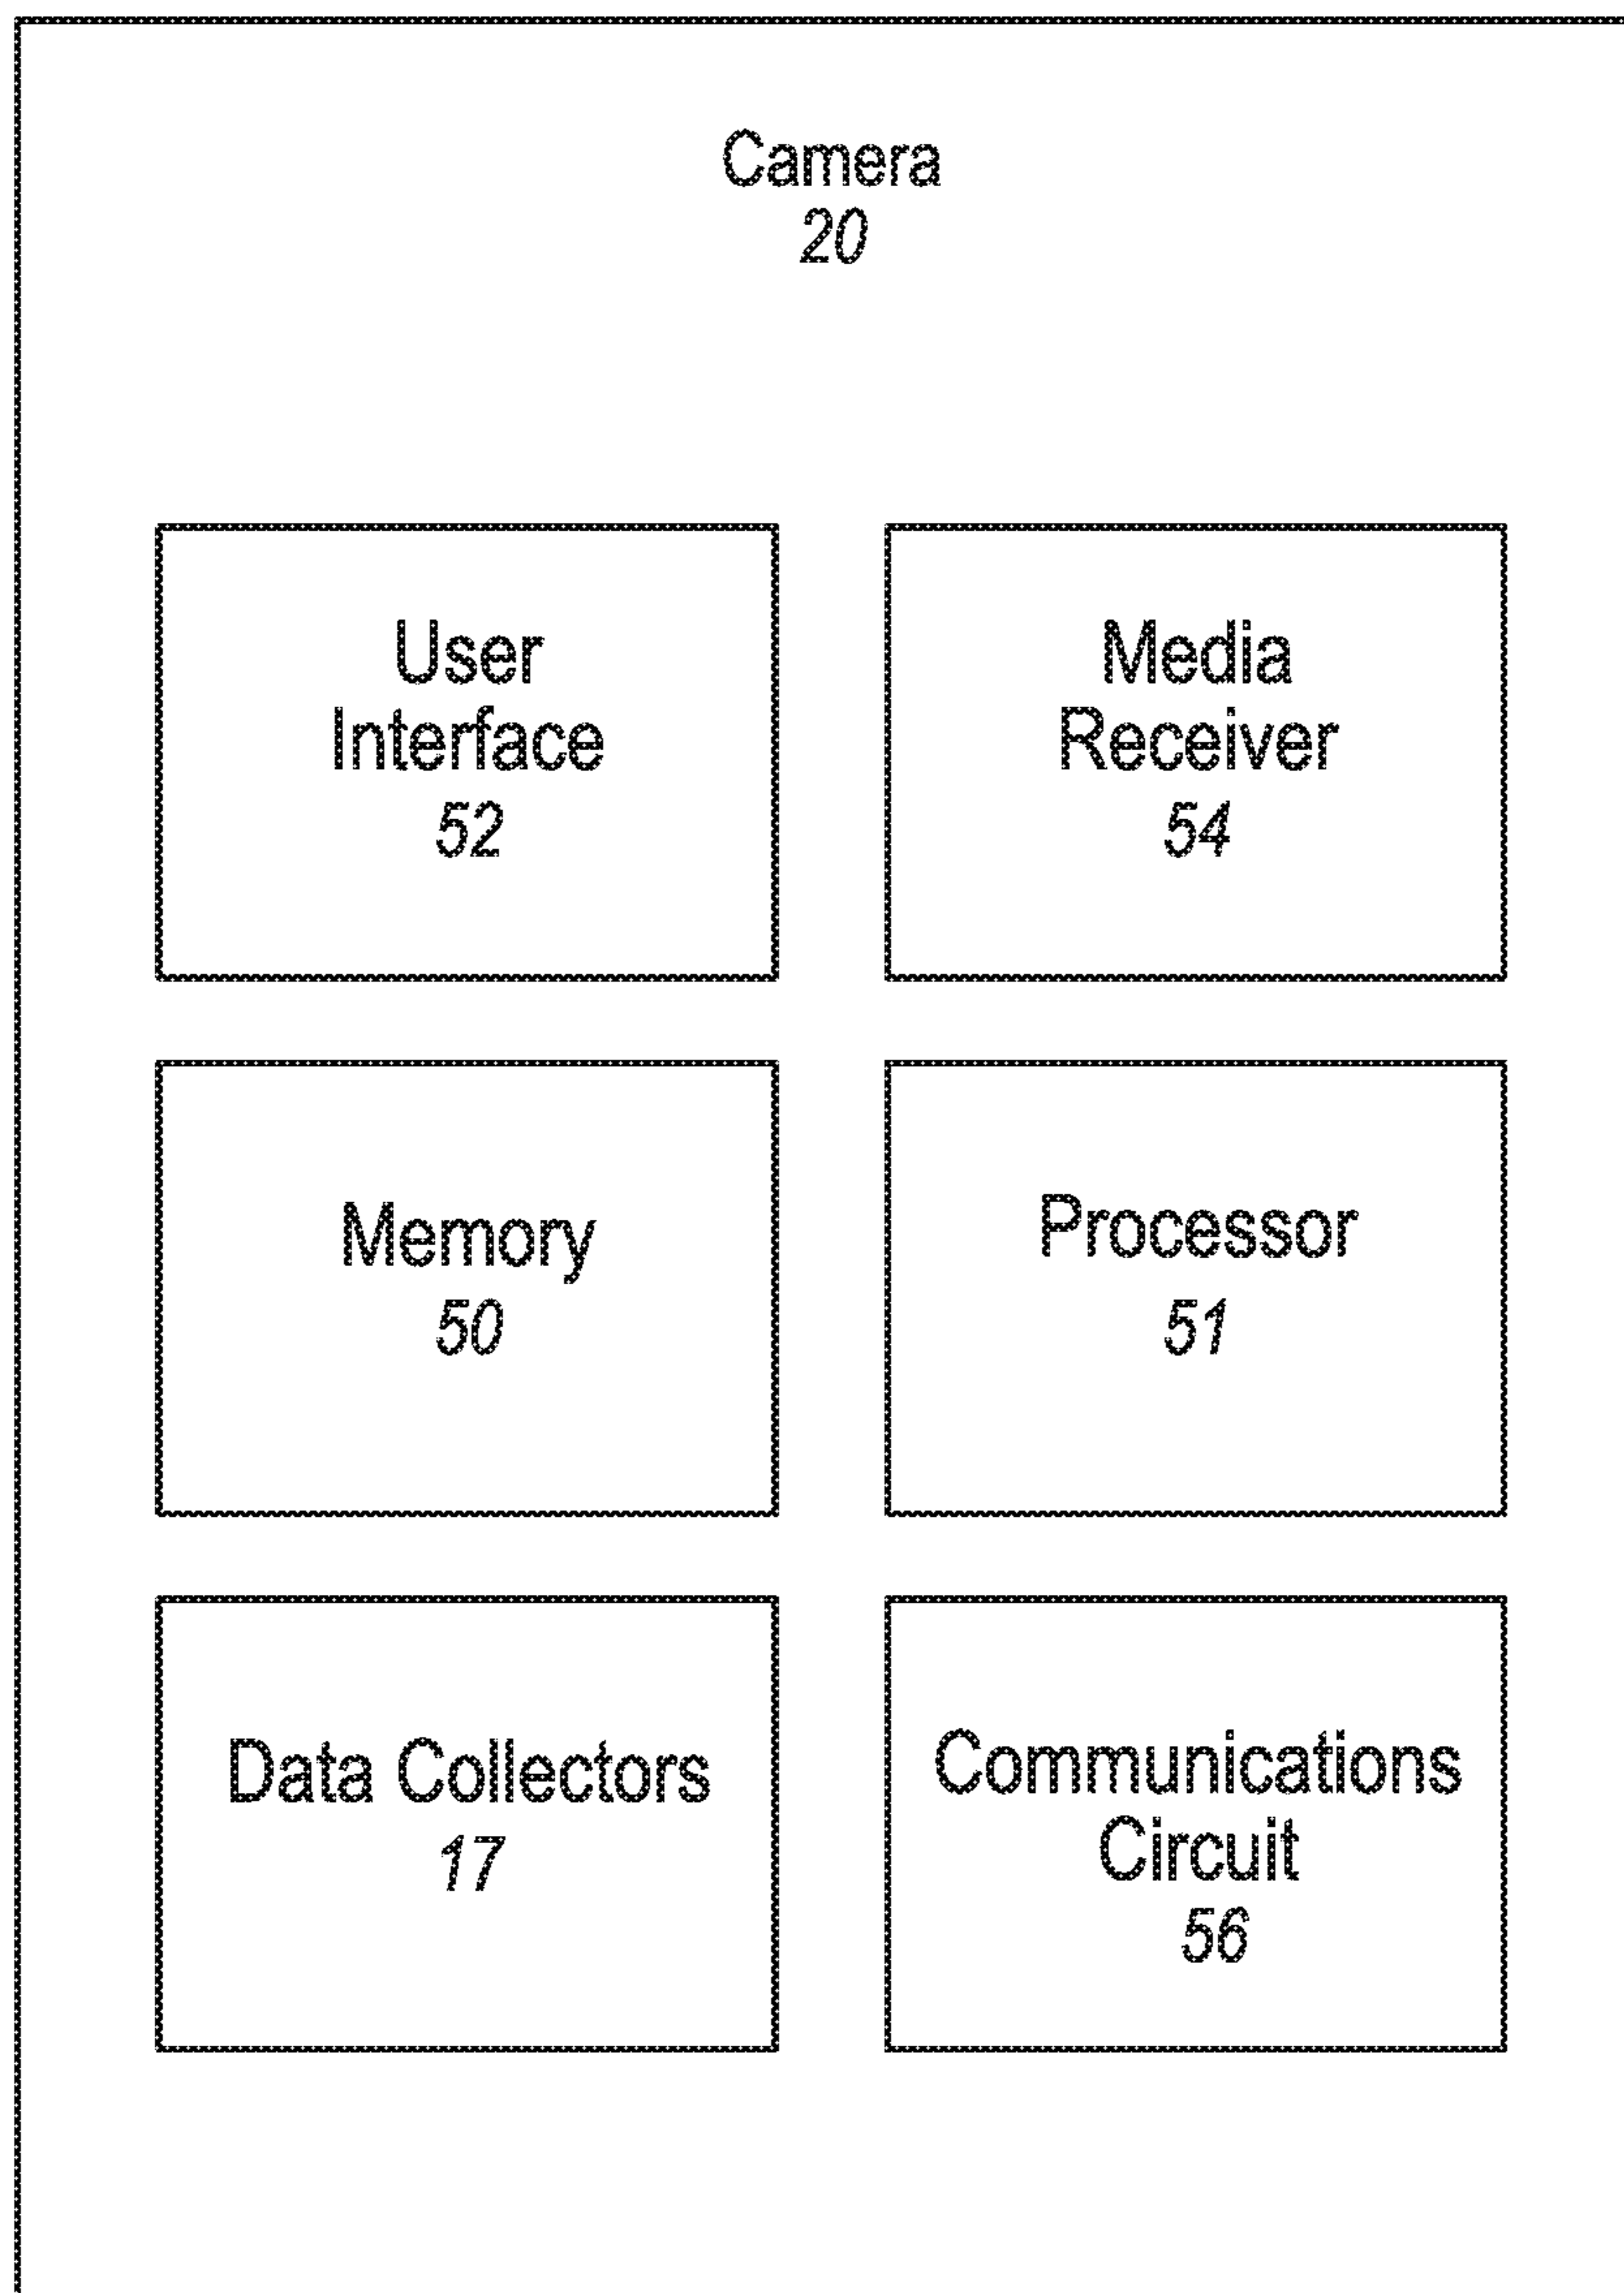 Camera
20
User
Interface
52
Media
Receiver
54
Memory
50
Processor
51
Data Collectors
17
Communications
Circuit
56